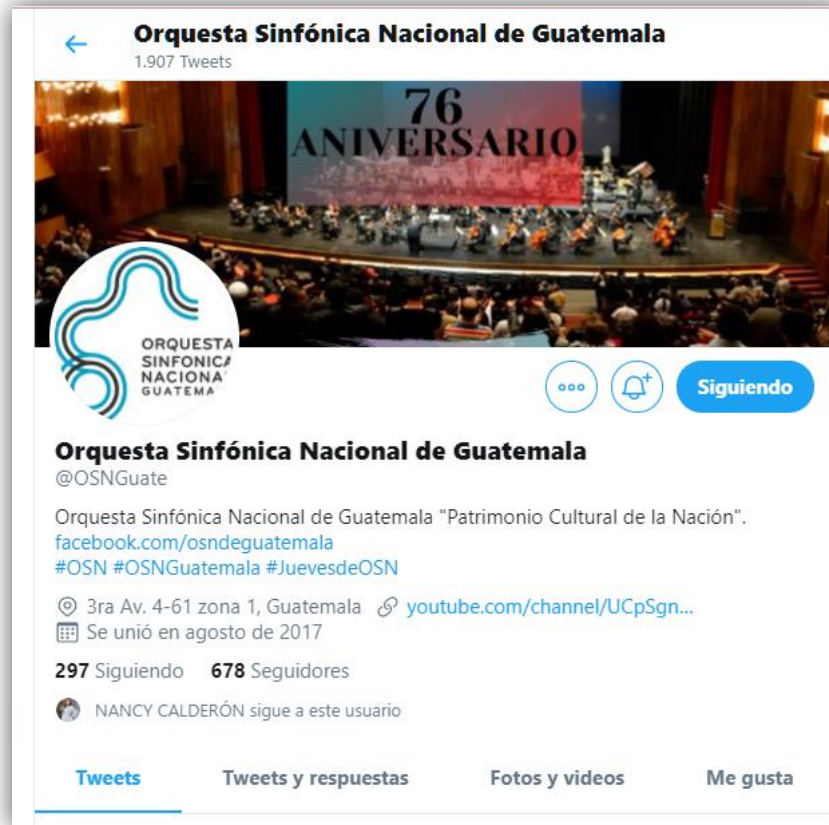 Orquesta Sinfónica Nacional de Guatemala
1.907 Tweets
76
ANIVERSARIO
ORQUESTA
SINFONICA
NACIONA
GUATEMA
Siguiendo
Orquesta Sinfónica Nacional de Guatemala
@OSNGuate
Orquesta Sinfónica Nacional de Guatemala "Patrimonio Cultural de la Nación".
facebook.com/osndeguatemala
#OSN #OSNGuatemala #JuevesdeOSN
3ra Av. 4-61 zona 1, Guatemala youtube.com/channel/UCpSgn...
Se unió en agosto de 2017
297 Siguiendo 678 Seguidores
NANCY CALDERÓN sigue a este usuario
Tweets Tweets y respuestas Fotos y videos Me gusta